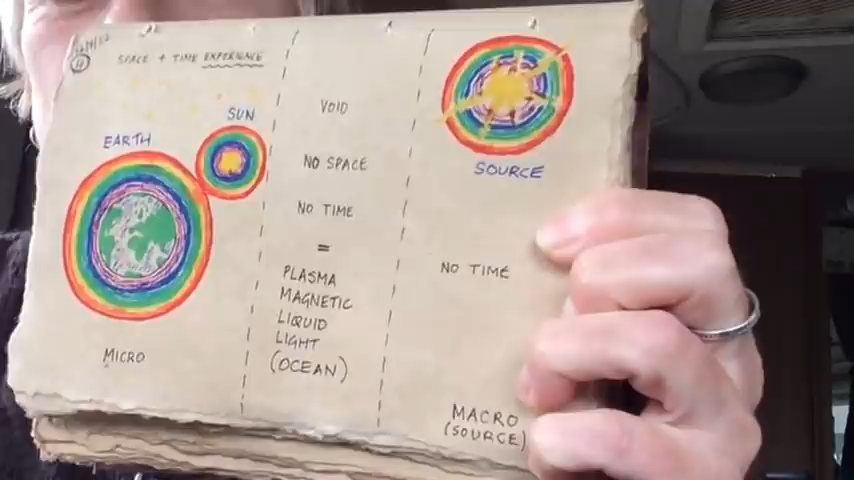 4
SPACE + TIME EXPERIENCE
EARTH
SUN
MICRO
VOID
NO SPACE
NO TIME
=
PLASMA
MAGNETIC
LIQUID
LIGHT
(OCEAN)
SOURCE
NO TIME
MACRO
(SOURCE)